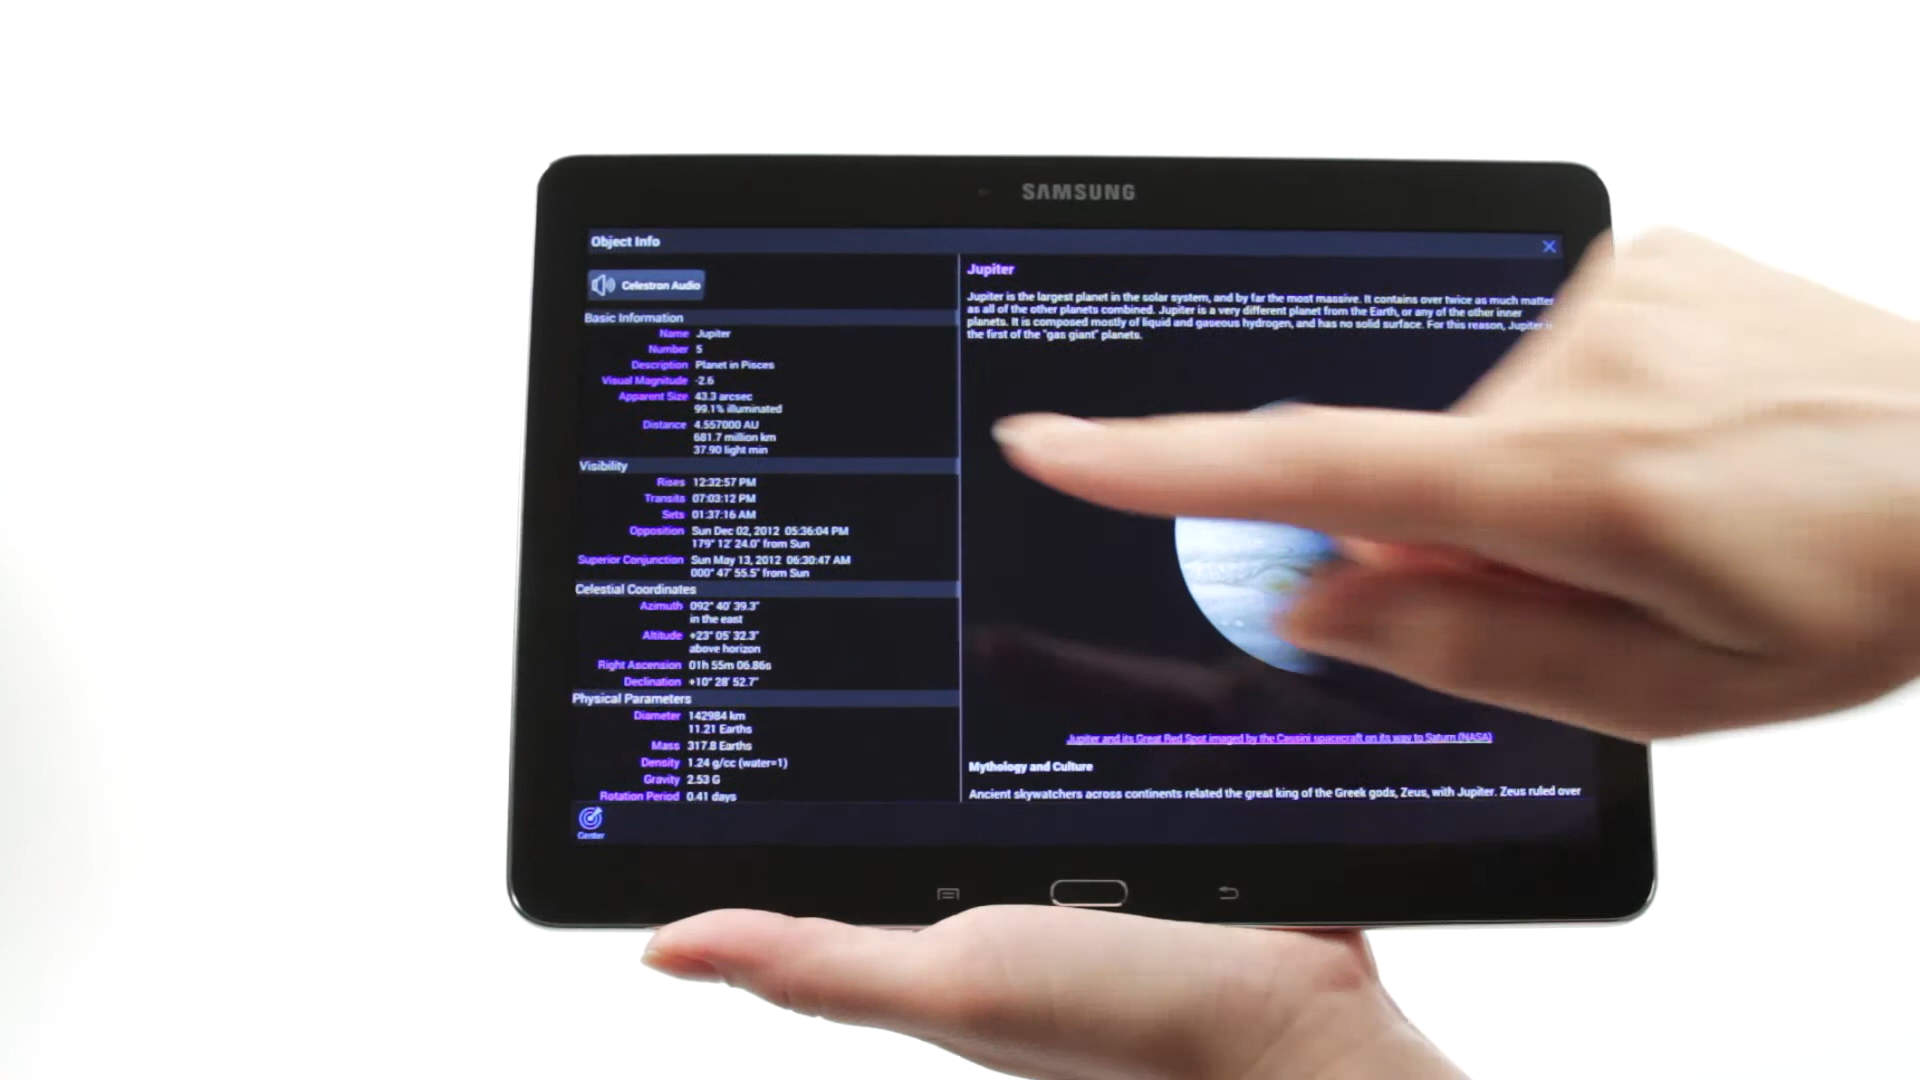 SAMSUNG
Object Info
Celestron Audio
Basic Information
Name Jupiter
Number 5
Description Planet in Pisces
Visual Magnitude -2.6
Apparent Size 43.3 arcsec
99.1% illuminated
Distance 4.557000 AU
681.7 million km
37.90 light min
Visibility
Rises 12:32:57 PM
Transits 07:03:12 PM
Sets 01:37:16 AM
Opposition Sun Dec 02, 2012 05:36:04 PM
179° 12' 24.0" from Sun
Superior Conjunction Sun May 13, 2012 06:30:47 AM
000° 47' 55.5" from Sun
Celestial Coordinates
Azimuth 092° 40' 39.3"
in the east
Altitude +23° 05' 32.3"
above horizon
Right Ascension 01h 55m 06.86s
Declination +10° 28' 52.7"
Physical Parameters
Diameter 142984 km
11.21 Earths
Mass 317.8 Earths
Density 1.24 g/cc (water=1)
Gravity 2.53 G
Rotation Period 0.41 days
Center
Jupiter
Jupiter is the largest planet in the solar system, and by far the most massive. It contains over twice as much matter
as all of the other planets combined. Jupiter is a very different planet from the Earth, or any of the other inner
planets. It is composed mostly of liquid and gaseous hydrogen, and has no solid surface. For this reason, Jupiter
the first of the "gas giant" planets.
Jupiter and its Great Red Spot imaged by the Cassini spacecraft on its way to Saturn (NASA)
Mythology and Culture
Ancient skywatchers across continents related the great king of the Greek gods, Zeus, with Jupiter. Zeus ruled over